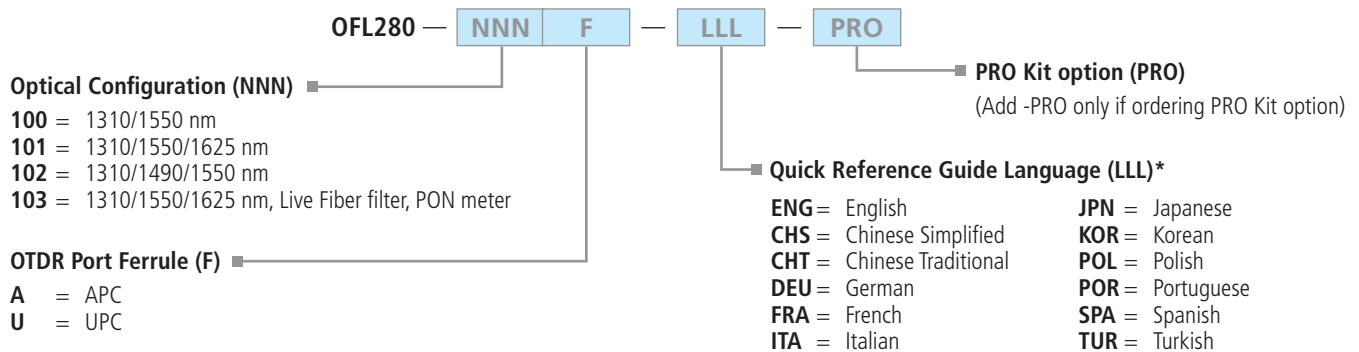 OFL280 — NNN F — LLL — PRO
Optical Configuration (NNN)
100 = 1310/1550 nm
101 = 1310/1550/1625 nm
102 = 1310/1490/1550 nm
103 = 1310/1550/1625 nm, Live Fiber filter, PON meter
OTDR Port Ferrule (F)
A = APC
U = UPC
PRO Kit option (PRO)
(Add -PRO only if ordering PRO Kit option)
Quick Reference Guide Language (LLL)*
ENG = English
CHS = Chinese Simplified
CHT = Chinese Traditional
DEU = German
FRA = French
ITA = Italian
JPN = Japanese
KOR = Korean
POL = Polish
POR = Portuguese
SPA = Spanish
TUR = Turkish